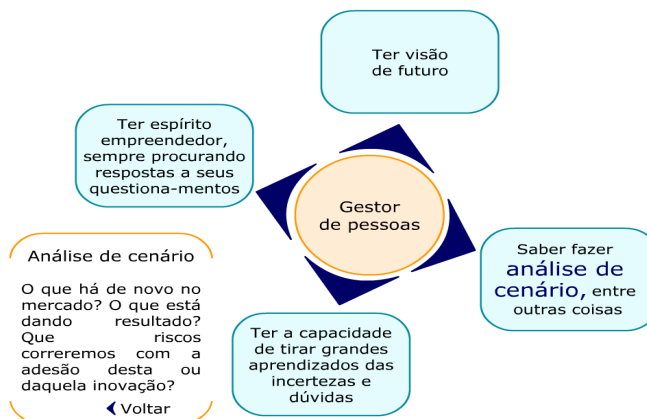 Ter visão
de futuro
Ter espírito
empreendedor,
sempre procurando
respostas a seus
questiona-mentos
Gestor
de pessoas
Saber fazer
análise de
cenário, entre
outras coisas
Ter a capacidade
de tirar grandes
aprendizados das
incertezas e
dúvidas
Análise de cenário
O que há de novo no
mercado? O que está
dando resultado?
Que riscos
correremos com a
adesão desta ou
daquela inovação?
Voltar